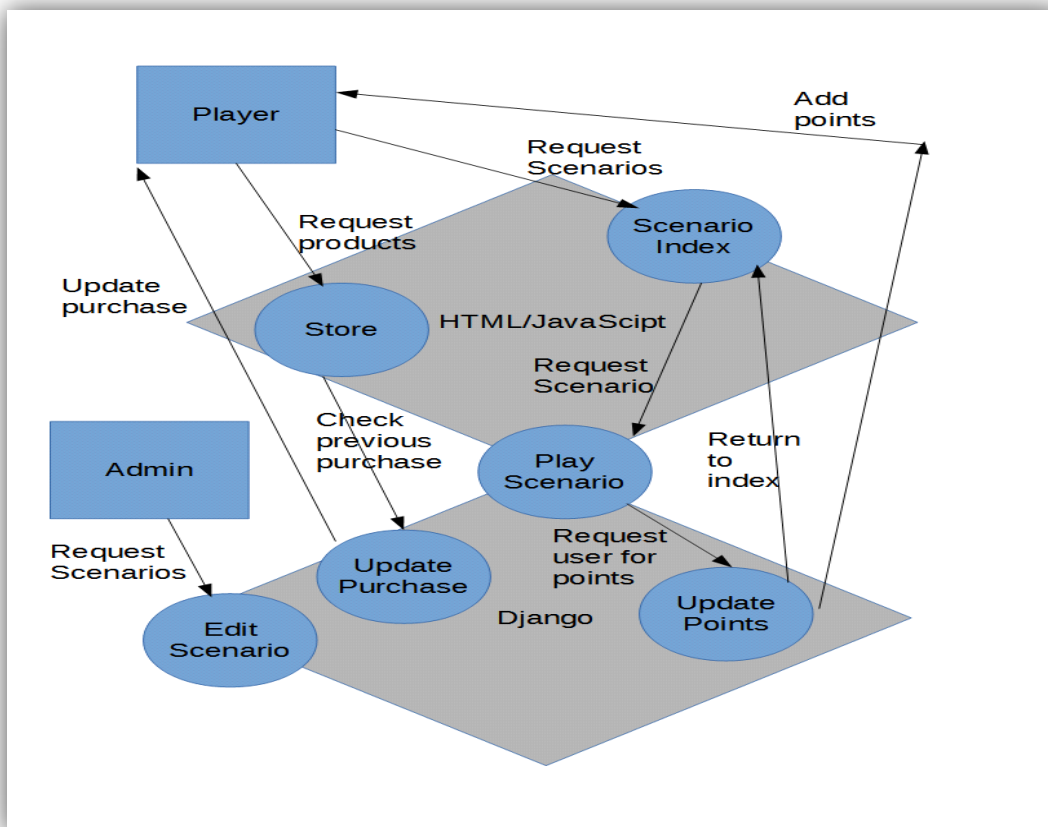 Player
Add
points
Request
Scenarios
Scenario
Index
Request
products
Update
purchase
Store
HTML/JavaScipt
Request
Scenario
Check
previous
purchase
Return
to
index
Admin
Play
Scenario
Request
Scenarios
Update
Purchase
Request
user for
points
Update
Points
Django
Edit
Scenario